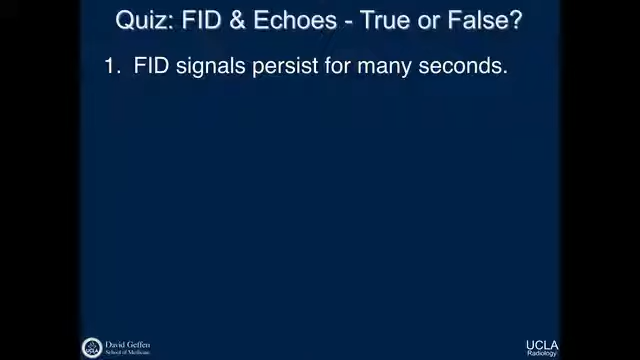 Quiz: FID & Echoes - True or False?
1. FID signals persist for many seconds.
UCLA
David Geffen
School of Medicine
UCLA
Radiology